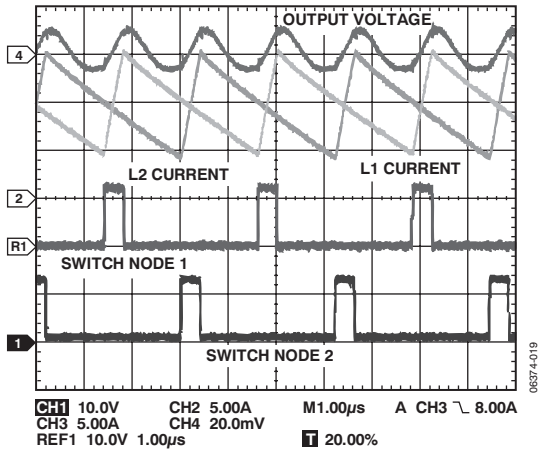 OUTPUT VOLTAGE
4
L2 CURRENT
L1 CURRENT
2
R1
SWITCH NODE 1
1
SWITCH NODE 2
06374-019
CH1 10.0V CH2 5.00A M1.00µs A CH3 8.00A
CH3 5.00A CH4 20.0mV
REF1 10.0V 1.00µs T 20.00%